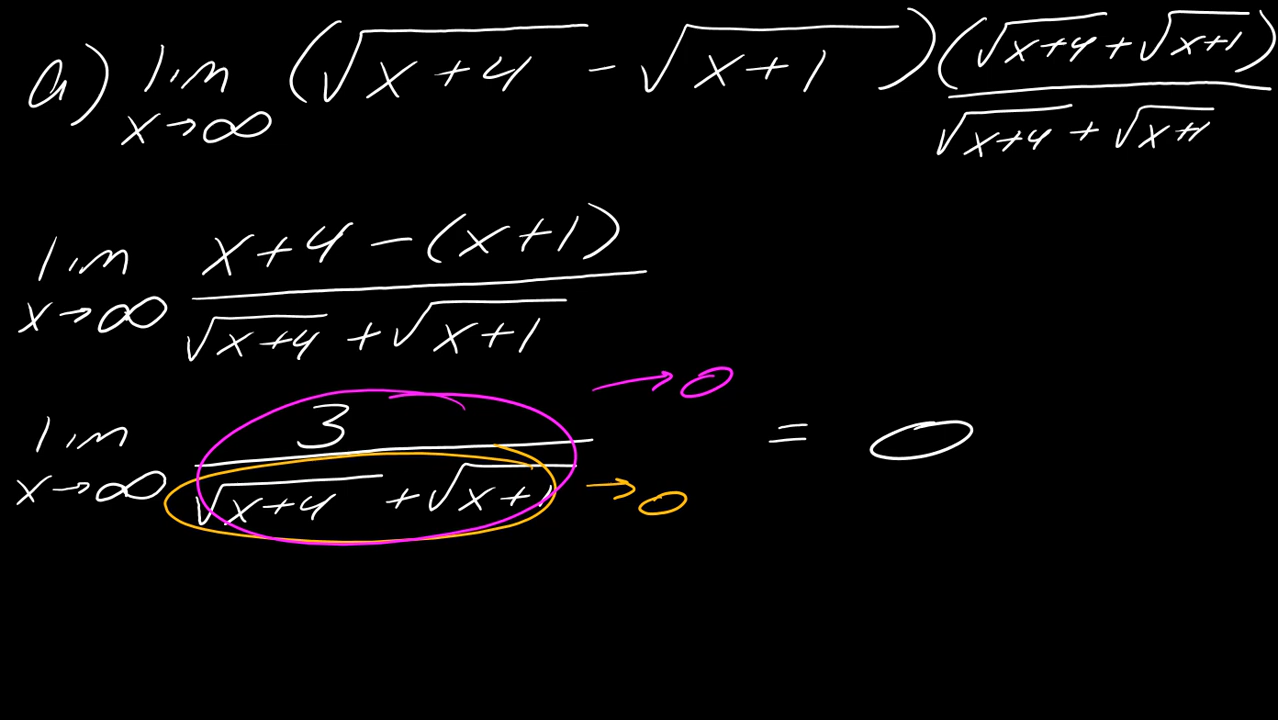 a) lim x→∞ (√(x+4) - √(x+1)) (√(x+4) + √(x+1)) / (√(x+4) + √(x+1))
lim x→∞ (x+4-(x+1)) / (√(x+4) + √(x+1))
lim x→∞ 3 / (√(x+4) + √(x+1)) → 0 = 0
→ 0